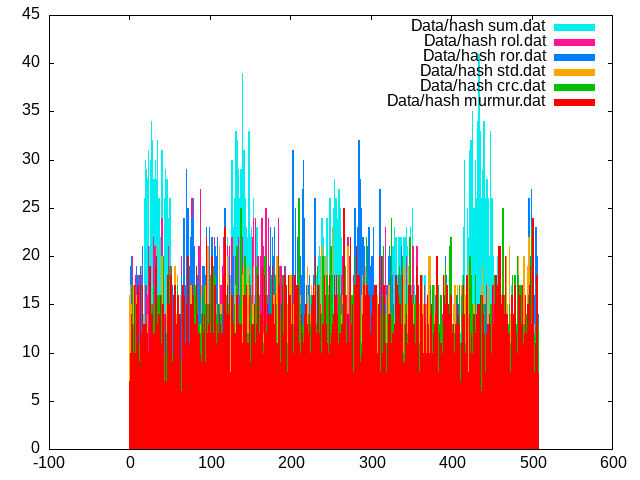 45
40
35
30
25
20
15
10
5
0
-100 0 100 200 300 400 500 600
Data/hash sum.dat
Data/hash rol.dat
Data/hash ror.dat
Data/hash std.dat
Data/hash crc.dat
Data/hash murmur.dat